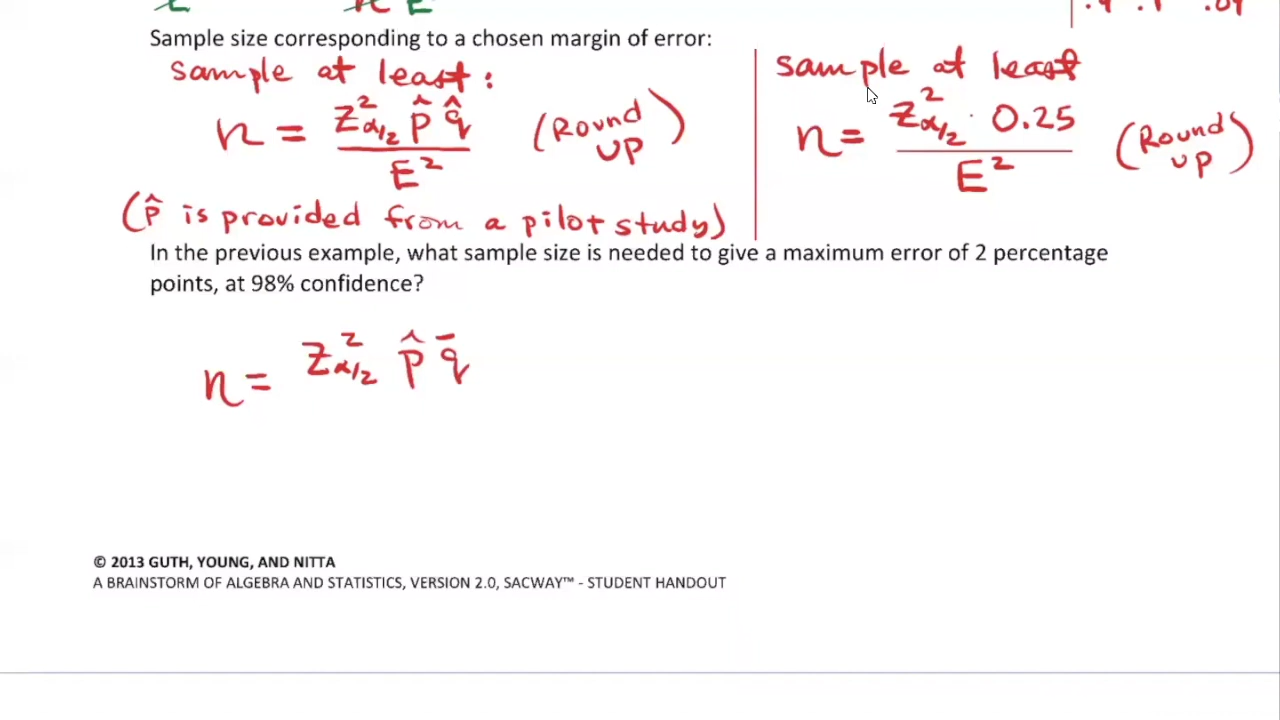 Sample size corresponding to a chosen margin of error:
sample at least:
n = Z²α/2 p̂ q̂ / E² (Round up)
(p̂ is provided from a pilot study)
sample at least
n = Z²α/2 · 0.25 / E² (Round up)
In the previous example, what sample size is needed to give a maximum error of 2 percentage
points, at 98% confidence?
n = Z²α/2 p̂ q̄
© 2013 GUTH, YOUNG, AND NITTA
A BRAINSTORM OF ALGEBRA AND STATISTICS, VERSION 2.0, SACWAY™ - STUDENT HANDOUT